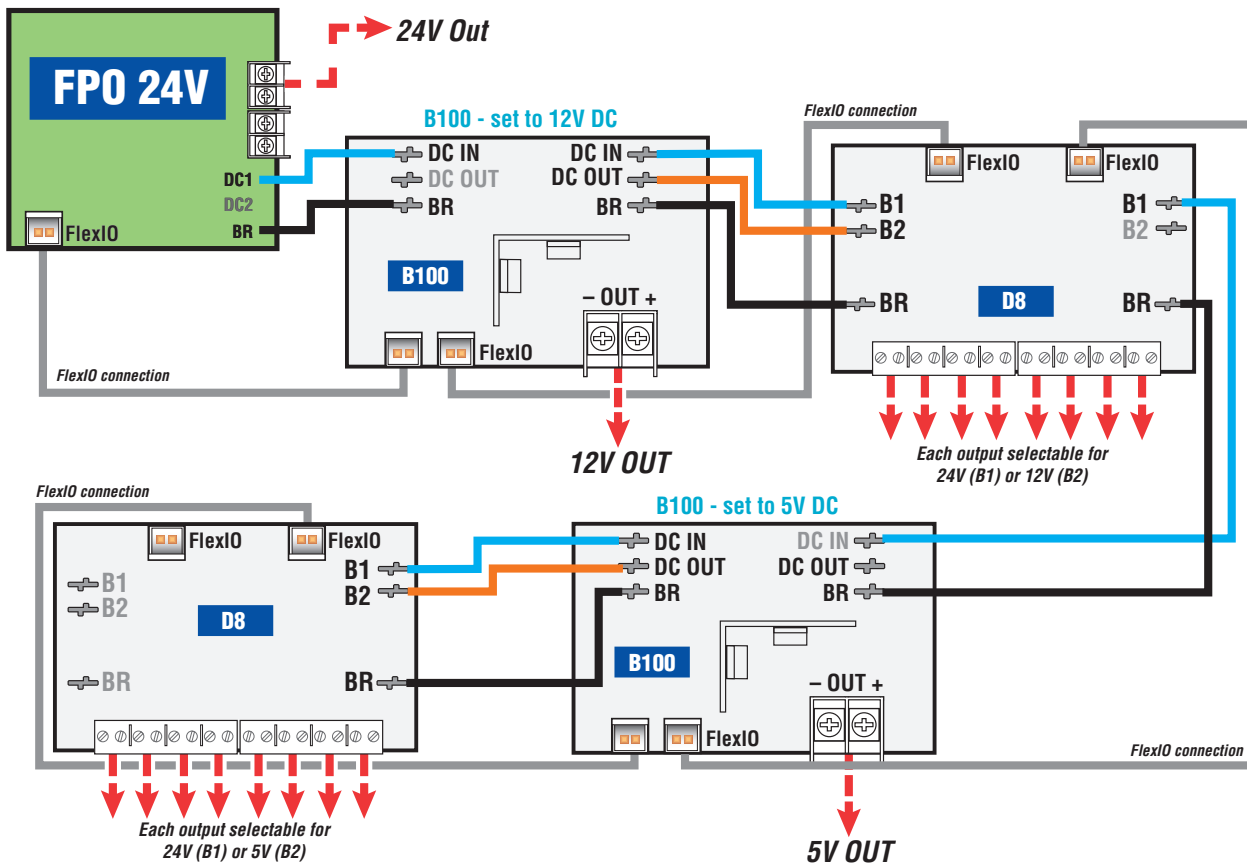 24V Out
FPO 24V
DC1
DC2
BR
FlexIO
FlexIO connection
B100 - set to 12V DC
DC IN
DC OUT
BR
DC IN
DC OUT
BR
B100
– OUT +
FlexIO
12V OUT
FlexIO connection
FlexIO
FlexIO
B1
B2
B1
B2
BR
D8
BR
Each output selectable for
24V (B1) or 12V (B2)
FlexIO connection
FlexIO
FlexIO
B1
B2
B1
B2
D8
BR
BR
Each output selectable for
24V (B1) or 5V (B2)
B100 - set to 5V DC
DC IN
DC OUT
BR
DC IN
DC OUT
BR
B100
– OUT +
FlexIO
5V OUT
FlexIO connection